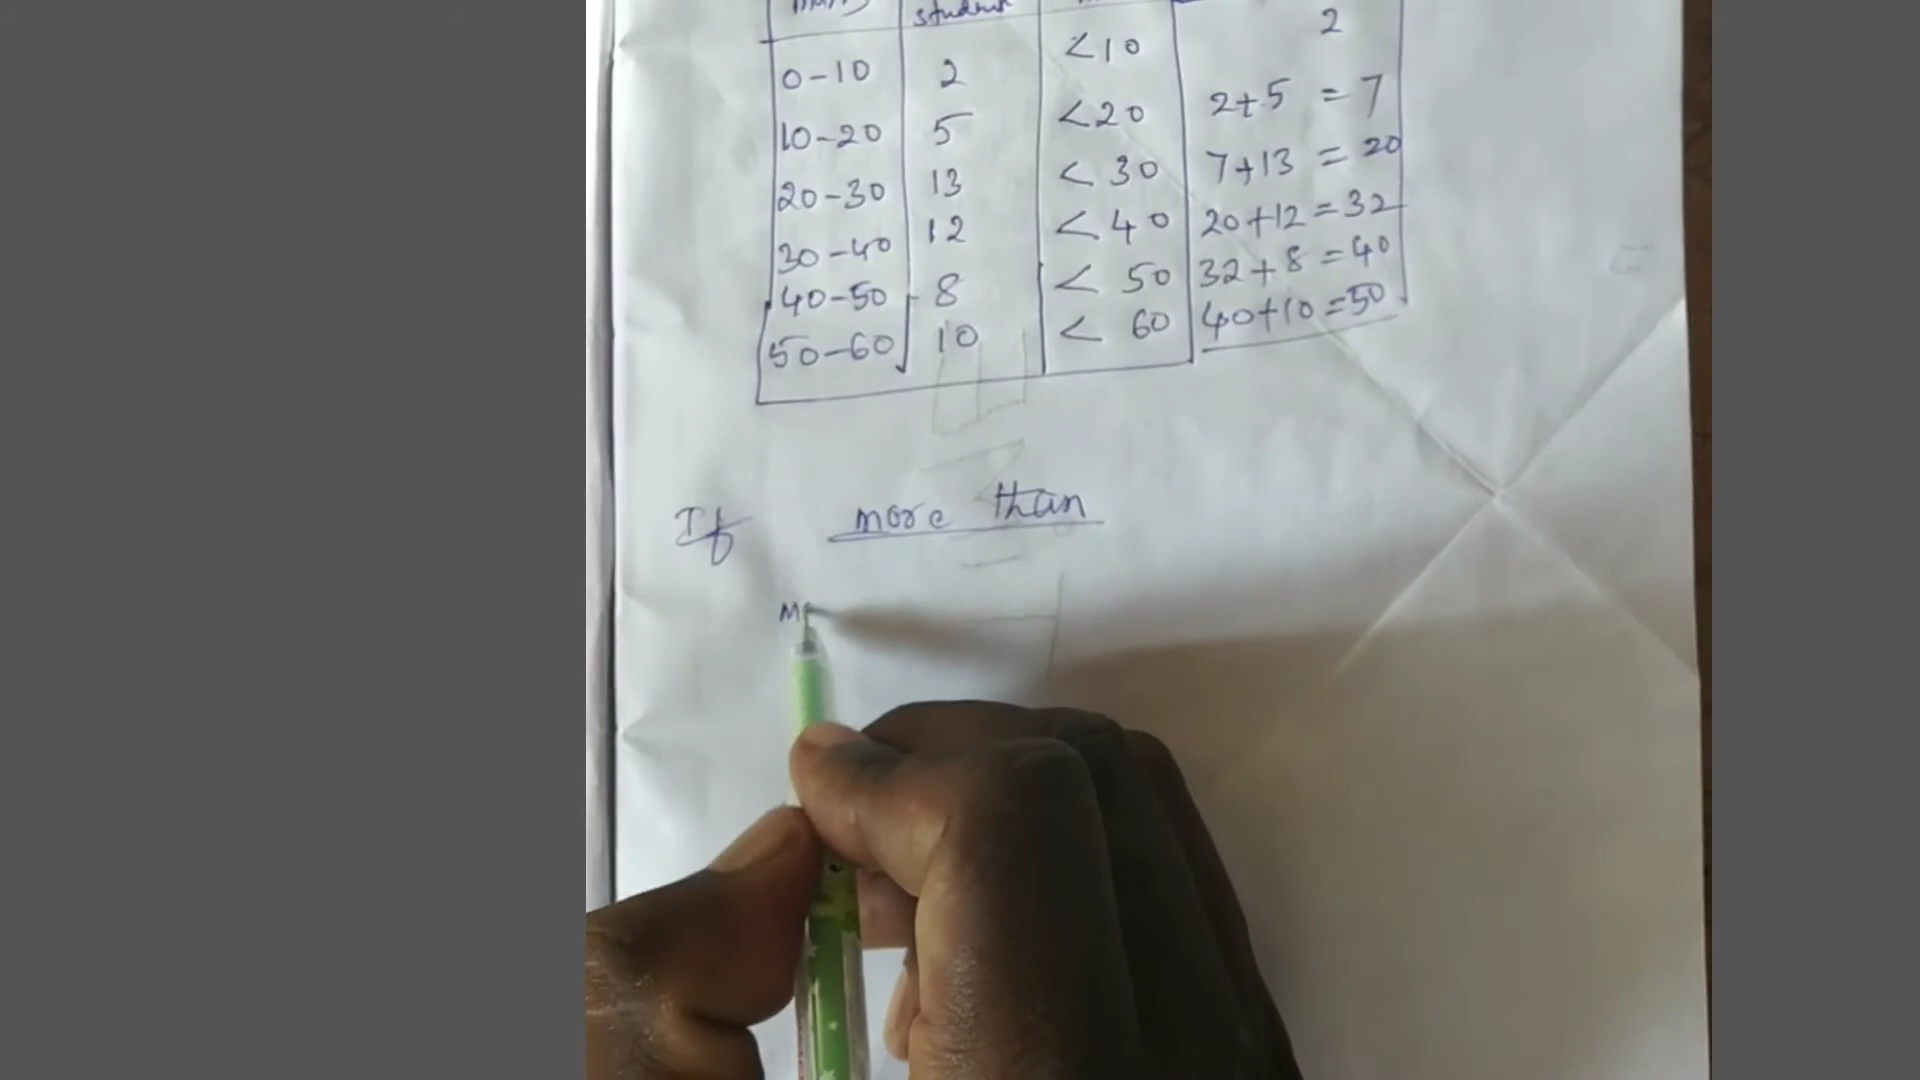 student
<10 2
0-10 2
<20 2+5 = 7
10-20 5
<30 7+13 = 20
20-30 13
<40 20+12 = 32
30-40 12
<50 32+8 = 40
40-50 8
<60 40+10 = 50
50-60 10
If more than